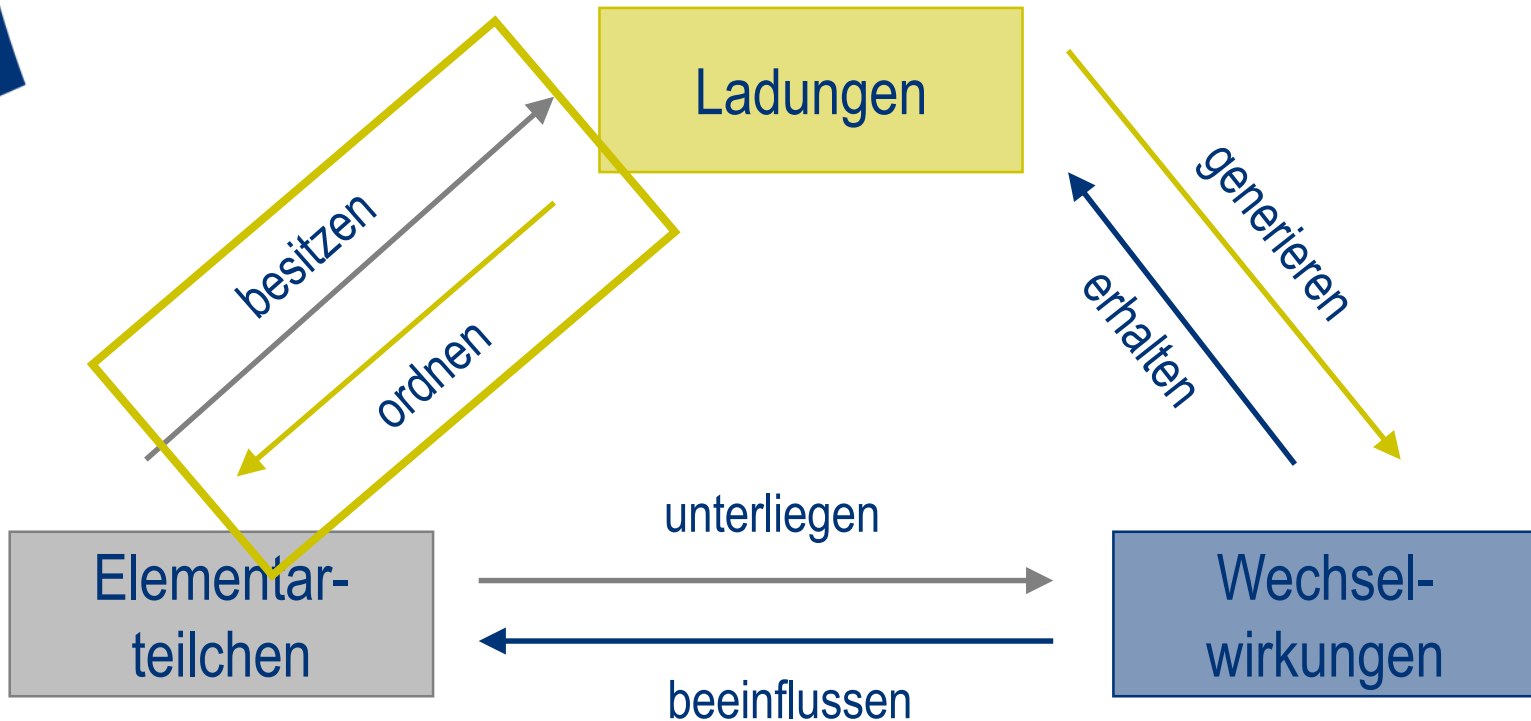 Ladungen
besitzen
ordnen
generieren
erhalten
unterliegen
Elementar-
teilchen
Wechsel-
wirkungen
beeinflussen